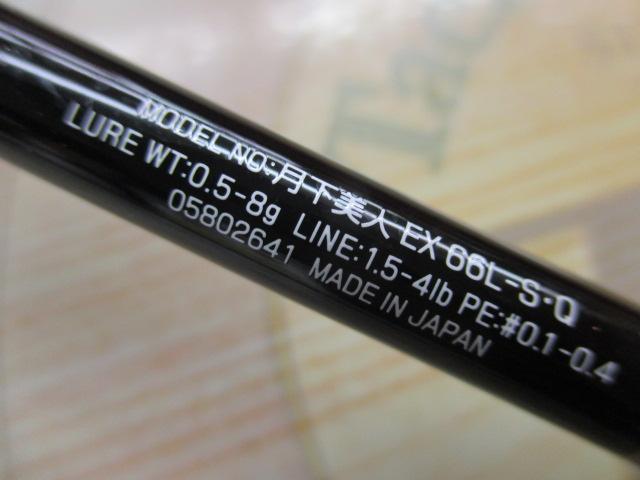 MODEL NO:月下美人 EX 66L-S・Q
LURE WT:0.5-8g LINE:1.5-4lb PE:#0.1-0.4
05802641 MADE IN JAPAN